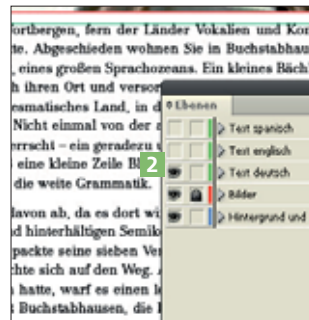 ortbergen, fern der Länder Vokalien und Kon
te. Abgeschieden wohnen Sie in Buchstabhau
, eines großen Sprachozeans. Ein kleines Bäch
h ihren Ort und versor
esmatisches Land, in d
Nicht einmal von der
errscht – ein geradezu
eine kleine Zeile Bl
die weite Grammatik.
davon ab, da es dort wi
d hinterhältigen Semik
packte seine sieben Ver
hte sich auf den Weg.
hatte, warf es einen
Buchstabhausen, die
2
Ebenen
Text spanisch
Text englisch
Text deutsch
Bilder
Hintergrund und